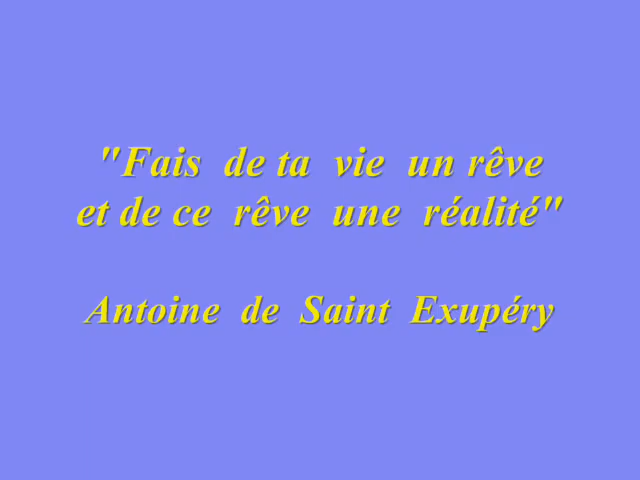 "Fais de ta vie un rêve
et de ce rêve une réalité"
Antoine de Saint Exupéry